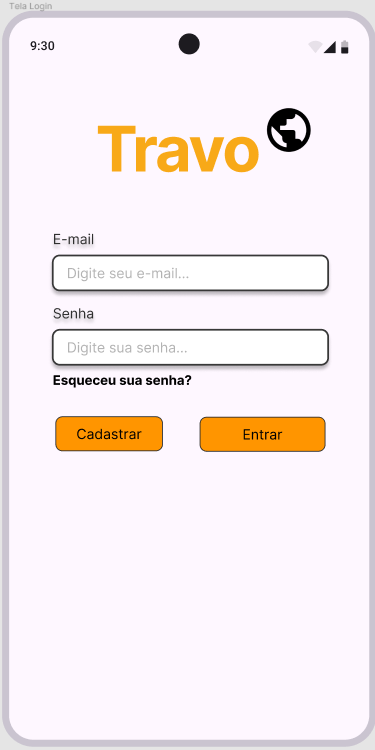 Tela Login
9:30
Travo
E-mail
Digite seu e-mail...
Senha
Digite sua senha...
Esqueceu sua senha?
Cadastrar
Entrar